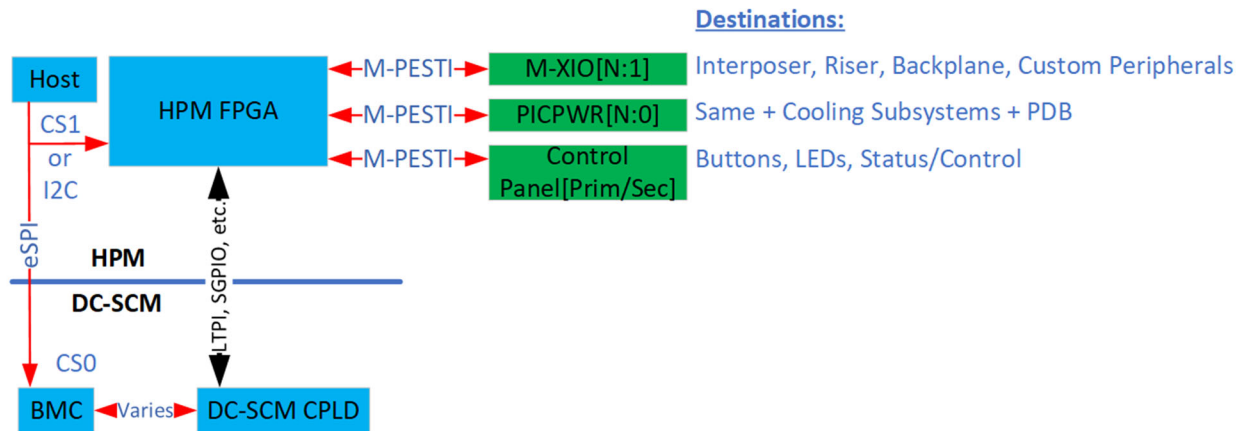 Destinations:
Host
HPM FPGA
M-PESTI
M-XIO[N:1]
Interposer, Riser, Backplane, Custom Peripherals
M-PESTI
PICPWR[N:0]
Same + Cooling Subsystems + PDB
M-PESTI
Control
Panel[Prim/Sec]
Buttons, LEDs, Status/Control
CS1
or
I2C
eSPI
LTPI, SGPIO, etc.
HPM
DC-SCM
CS0
BMC
Varies
DC-SCM CPLD